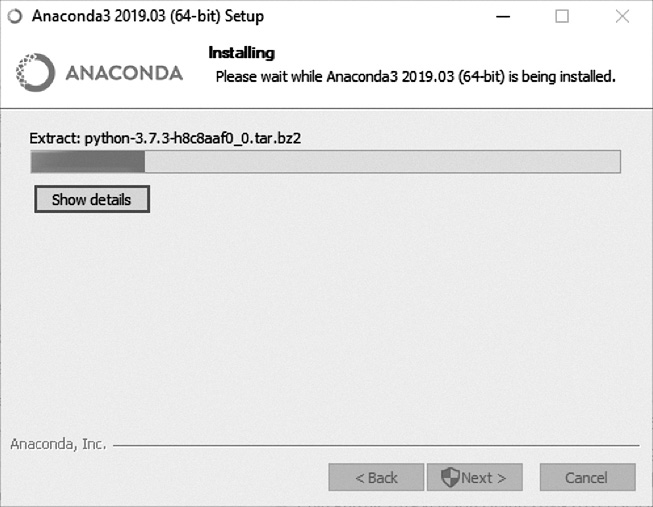 Anaconda3 2019.03 (64-bit) Setup
Installing
Please wait while Anaconda3 2019.03 (64-bit) is being installed.
ANACONDA
Extract: python-3.7.3-h8c8aaf0_0.tar.bz2
Show details
Anaconda, Inc.
< Back
Next >
Cancel